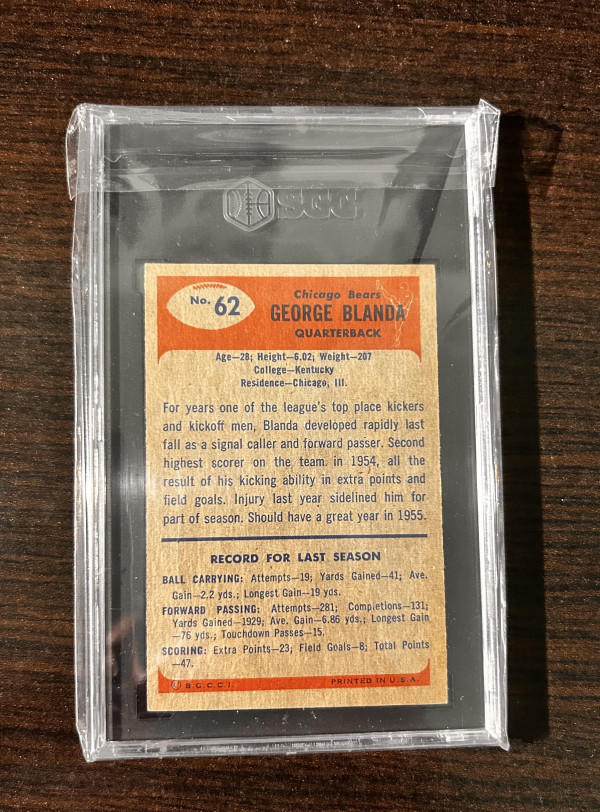 SGC
No. 62
Chicago Bears
GEORGE BLANDA
QUARTERBACK
Age—28; Height—6.02; Weight—207
College—Kentucky
Residence—Chicago, Ill.
For years one of the league's top place kickers
and kickoff men, Blanda developed rapidly last
fall as a signal caller and forward passer. Second
highest scorer on the team in 1954, all the
result of his kicking ability in extra points and
field goals. Injury last year sidelined him for
part of season. Should have a great year in 1955.
RECORD FOR LAST SEASON
BALL CARRYING: Attempts—19; Yards Gained—41; Ave.
Gain—2.2 yds.; Longest Gain—19 yds.
FORWARD PASSING: Attempts—281; Completions—131;
Yards Gained—1929; Ave. Gain—6.86 yds.; Longest Gain
—76 yds.; Touchdown Passes—15.
SCORING: Extra Points—23; Field Goals—8; Total Points
—47.
© B.G.C.C.I.
PRINTED IN U.S.A.